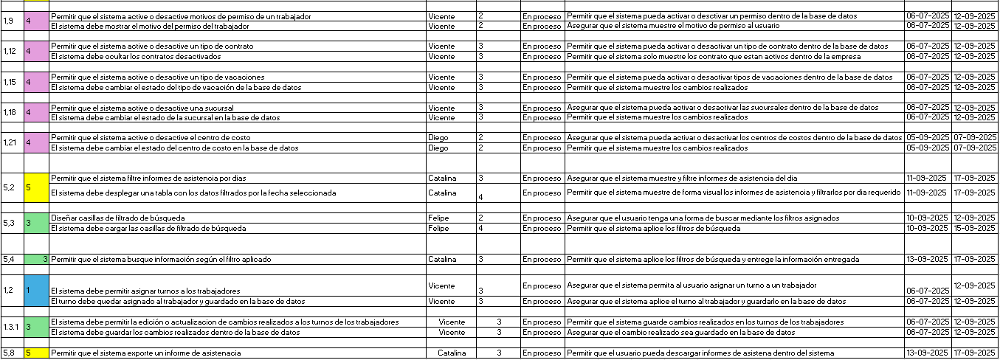 1,9 4 Permitir que el sistema active o desactive motivos de permiso de un trabajador Vicente 2 En proceso Permitir que el sistema pueda activar o desctivar un permiso dentro de la base de datos 06-07-2025 12-09-2025
El sistema debe mostrar el motivo del permiso del trabajador Vicente 2 En proceso Asegurar que el sistema muestre el motivo de permiso al usuario 06-07-2025 12-09-2025
1,12 4 Permitir que el sistema active o desactive un tipo de contrato Vicente 3 En proceso Permitir que el sistema pueda activar o desactivar un tipo de contrato dentro de la base de datos 06-07-2025 12-09-2025
El sistema debe ocultar los contratos desactivados Vicente 3 En proceso Permitir que el sistema solo muestre los contrato que estan activos dentro de la empresa 06-07-2025 12-09-2025
1,15 4 Permitir que el sistema active o desactive un tipo de vacaciones Vicente 3 En proceso Permitir que el sistema pueda activar o desactivar tipos de vacaciones dentro de la base de datos 06-07-2025 12-09-2025
El sistema debe cambiar el estado del tipo de vacación de la base de datos Vicente 3 En proceso Permitir que el sistema muestre los cambios realizados 06-07-2025 12-09-2025
1,18 4 Permitir que el sistema active o desactive una sucursal Vicente 3 En proceso Asegurar que el sistema pueda activar o desactivar las sucursales dentro de la base de datos 06-07-2025 12-09-2025
El sistema debe cambiar el estado de la sucursal en la base de datos Vicente 3 En proceso Permitir que el sistema muestre los cambios realizados 06-07-2025 12-09-2025
1,21 4 Permitir que el sistema active o desactive el centro de costo Diego 2 En proceso Asegurar que el sistema pueda activar o desactivar los centros de costos dentro de la base de datos 05-09-2025 07-09-2025
El sistema debe cambiar el estado del centro de costo en la base de datos Diego 2 En proceso Permitir que el sistema muestre los cambios realizados 05-09-2025 07-09-2025
5,2 5 Permitir que el sistema filtre informes de asistencia por dias Catalina 3 En proceso Asegurar que el sistema muestre y filtre informes de asistencia del dia 11-09-2025 17-09-2025
El sistema debe desplegar una tabla con los datos filtrados por la fecha seleccionada Catalina 4 En proceso Permitir que el sistema muestre de forma visual los informes de asistencia y filtrarlos por dia requerido 11-09-2025 17-09-2025
5,3 3 Diseñar casillas de filtrado de búsqueda Felipe 2 En proceso Asegurar que el usuario tenga una forma de buscar mediante los filtros asignados 10-09-2025 12-09-2025
El sistema debe cargar las casillas de filtrado de búsqueda Felipe 4 En proceso Permitir que el sistema aplice los filtros de búsqueda 10-09-2025 15-09-2025
5,4 3 Permitir que el sistema busque información según el filtro aplicado Catalina 3 En proceso Permitir que el sistema aplice los filtros de búsqueda y entrege la información entregada 13-09-2025 17-09-2025
1,2 1 El sistema debe permitir asignar turnos a los trabajadores Vicente 3 En proceso Asegurar que el sistema permita al usuario asignar un turno a un trabajador 06-07-2025 12-09-2025
El turno debe quedar asignado al trabajador y guardado en la base de datos Vicente 3 En proceso Asegurar que el sistema aplice el turno al trabajador y guardarlo en la base de datos 06-07-2025 12-09-2025
1.3.1 3 El sistema debe permitir la edición o actualizacion de cambios realizados a los turnos de los trabajadores Vicente 3 En proceso Permitir que el sistema guarde cambios realizados en los turnos de los trabajadores 06-07-2025 12-09-2025
El sistema debe guardar los cambios realizados dentro de la base de datos Vicente 3 En proceso Asegurar que el cambio realizado sea guardado en la base de datos 06-07-2025 12-09-2025
5,8 5 Permitir que el sistema exporte un informe de asistenacia Catalina 3 En proceso Permitir que el usuario pueda descargar informes de asistena dentro del sistema 13-09-2025 17-09-2025